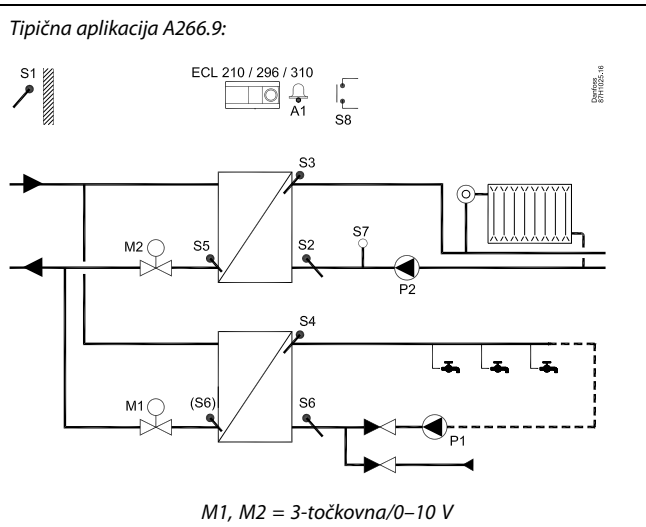 Tipična aplikacija A266.9:
S1
ECL 210 / 296 / 310
A1
S8
Danfoss
87H1025.16
S3
M2
S5
S2
S7
P2
S4
M1
(S6)
S6
P1
M1, M2 = 3-točkovna/0–10 V